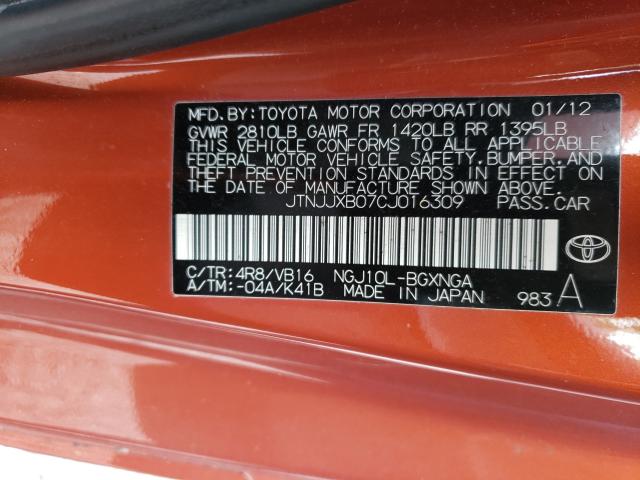 MFD. BY: TOYOTA MOTOR CORPORATION 01/12
GVWR 2810LB GAWR FR 1420LB RR 1395LB
THIS VEHICLE CONFORMS TO ALL APPLICABLE
FEDERAL MOTOR VEHICLE SAFETY, BUMPER, AND
THEFT PREVENTION STANDARDS IN EFFECT ON
THE DATE OF MANUFACTURE SHOWN ABOVE.
JTNJJXB07CJ016309 PASS.CAR
C/TR: 4R8/VB16 NGJ10L-BGXNGA
A/TM: -04A/K41B MADE IN JAPAN
983 A